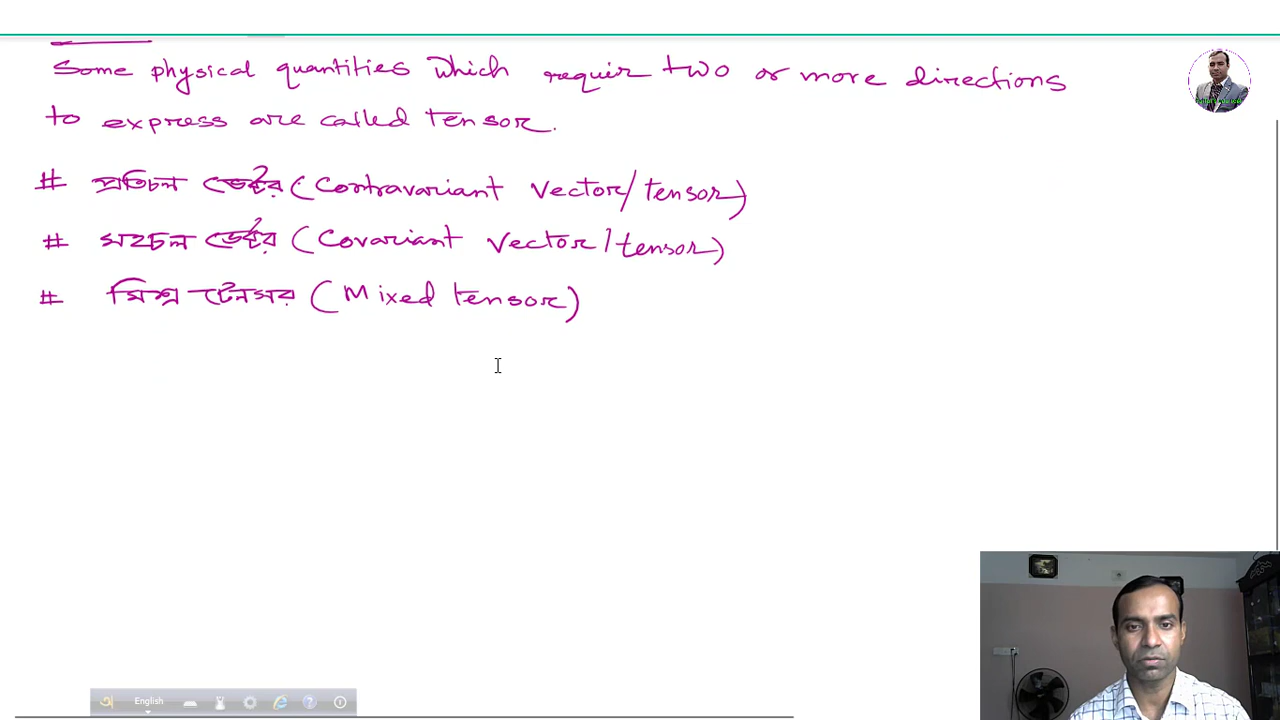 Some physical quantities which requir two or more directions
to express are called tensor.
# প্রতিচল ভেক্টর (Contravariant Vector/tensor)
# সহচল ভেক্টর (Covariant Vector/tensor)
# মিশ্র টেনসর (Mixed tensor)
অ English